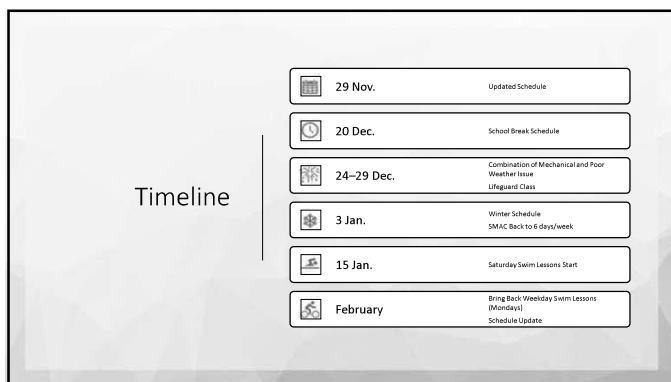 Timeline
29 Nov.
Updated Schedule
20 Dec.
School Break Schedule
24–29 Dec.
Combination of Mechanical and Poor
Weather Issue
Lifeguard Class
3 Jan.
Winter Schedule
SMAC Back to 6 days/week
15 Jan.
Saturday Swim Lessons Start
February
Bring Back Weekday Swim Lessons
(Mondays)
Schedule Update